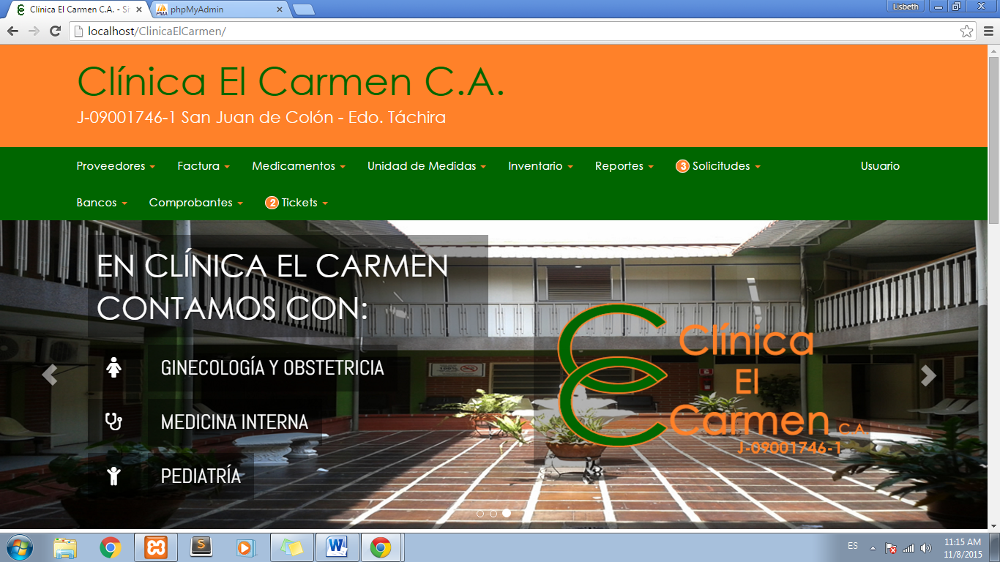 Clínica El Carmen C.A. - Si
phpMyAdmin
Lisbeth
localhost/ClinicaElCarmen/
Clínica El Carmen C.A.
J-09001746-1 San Juan de Colón - Edo. Táchira
Proveedores Factura Medicamentos Unidad de Medidas Inventario Reportes 3 Solicitudes Usuario
Bancos Comprobantes 2 Tickets
EN CLÍNICA EL CARMEN
CONTAMOS CON:
GINECOLOGÍA Y OBSTETRICIA
MEDICINA INTERNA
PEDIATRÍA
Clínica
El
Carmen C.A.
J-09001746-1
ES
11:15 AM
11/8/2015